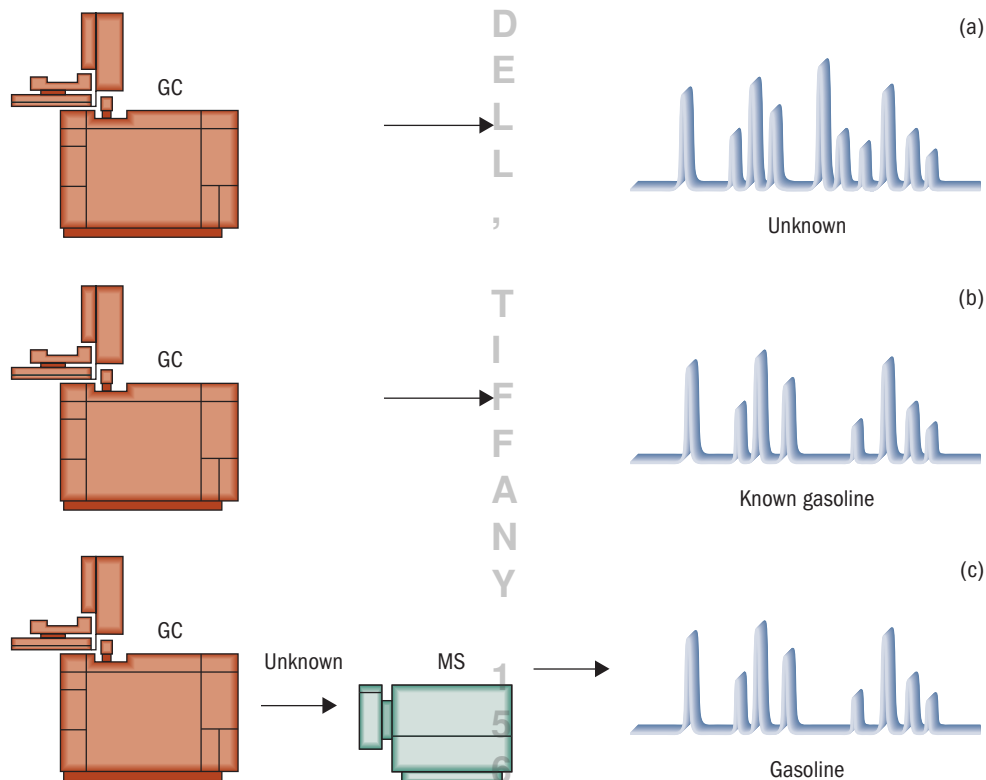 (a)
GC
Unknown
(b)
GC
Known gasoline
(c)
GC
Unknown
MS
Gasoline
DELL, TIFFANY 156